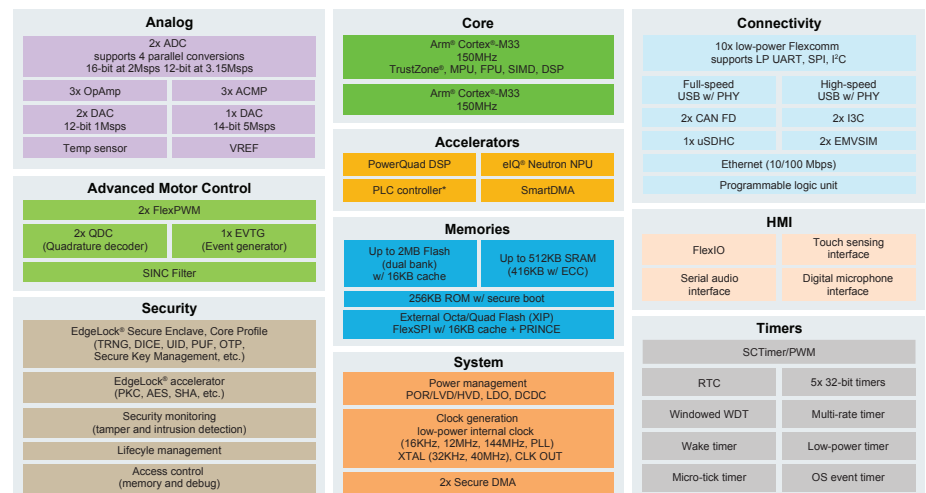 Analog
2x ADC
supports 4 parallel conversions
16-bit at 2Msps 12-bit at 3.15Msps
3x OpAmp
3x ACMP
2x DAC
12-bit 1Msps
1x DAC
14-bit 5Msps
Temp sensor
VREF
Advanced Motor Control
2x FlexPWM
2x QDC
(Quadrature decoder)
1x EVTG
(Event generator)
SINC Filter
Security
EdgeLock® Secure Enclave, Core Profile
(TRNG, DICE, UID, PUF, OTP,
Secure Key Management, etc.)
EdgeLock® accelerator
(PKC, AES, SHA, etc.)
Security monitoring
(tamper and intrusion detection)
Lifecyle management
Access control
(memory and debug)
Core
Arm® Cortex®-M33
150MHz
TrustZone®, MPU, FPU, SIMD, DSP
Arm® Cortex®-M33
150MHz
Accelerators
PowerQuad DSP
eIQ® Neutron NPU
PLC controller*
SmartDMA
Memories
Up to 2MB Flash
(dual bank)
w/ 16KB cache
Up to 512KB SRAM
(416KB w/ ECC)
256KB ROM w/ secure boot
External Octa/Quad Flash (XIP)
FlexSPI w/ 16KB cache + PRINCE
System
Power management
POR/LVD/HVD, LDO, DCDC
Clock generation
low-power internal clock
(16KHz, 12MHz, 144MHz, PLL)
XTAL (32KHz, 40MHz), CLK OUT
2x Secure DMA
Connectivity
10x low-power Flexcomm
supports LP UART, SPI, I²C
Full-speed
USB w/ PHY
High-speed
USB w/ PHY
2x CAN FD
2x I3C
1x uSDHC
2x EMVSIM
Ethernet (10/100 Mbps)
Programmable logic unit
HMI
FlexIO
Touch sensing
interface
Serial audio
interface
Digital microphone
interface
Timers
SCTimer/PWM
RTC
5x 32-bit timers
Windowed WDT
Multi-rate timer
Wake timer
Low-power timer
Micro-tick timer
OS event timer